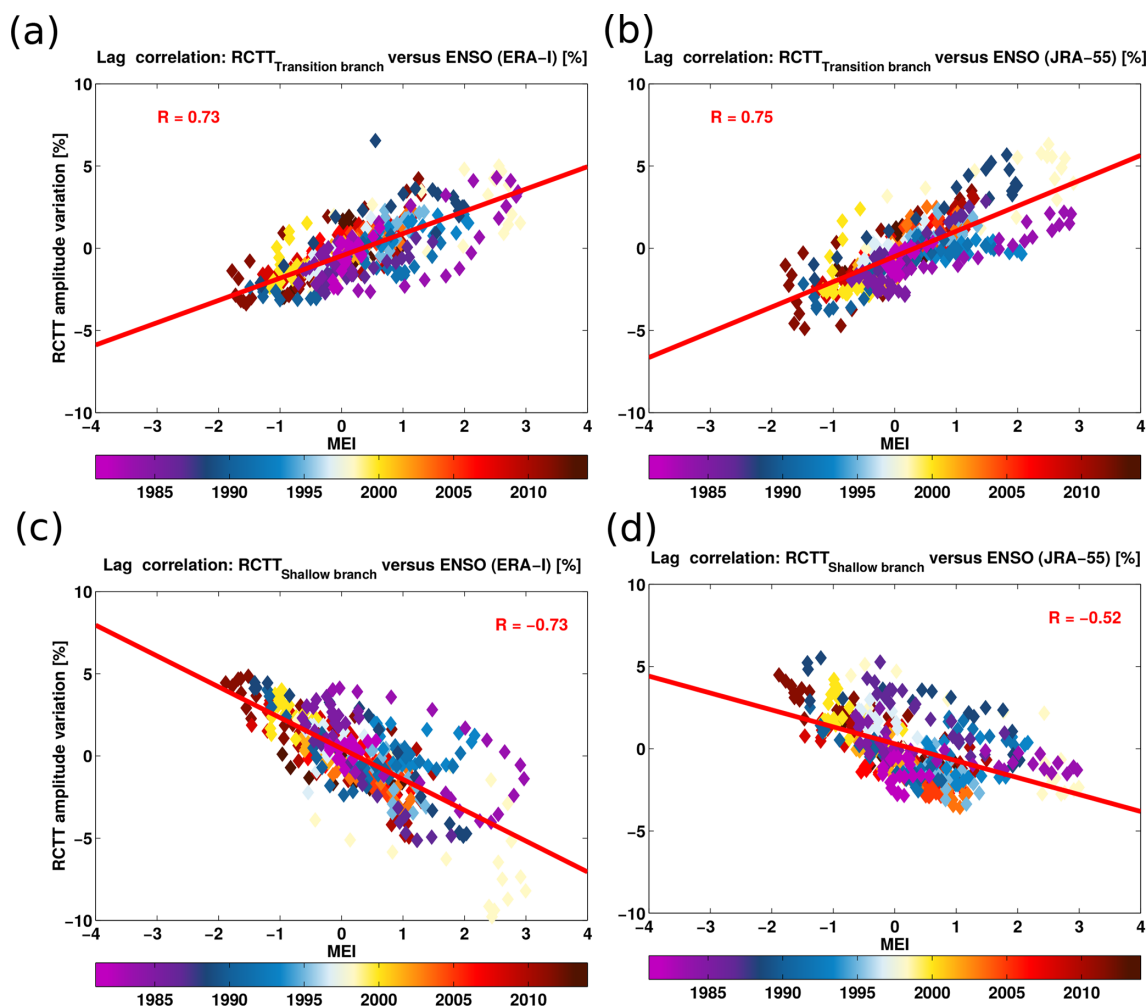 (a)
Lag correlation: RCTT_Transition branch versus ENSO (ERA−I) [%]
R = 0.73
RCTT amplitude variation [%]
10
5
0
−5
−10
−4 −3 −2 −1 0 1 2 3 4
MEI
1985 1990 1995 2000 2005 2010
(b)
Lag correlation: RCTT_Transition branch versus ENSO (JRA−55) [%]
R = 0.75
10
5
0
−5
−10
−4 −3 −2 −1 0 1 2 3 4
MEI
1985 1990 1995 2000 2005 2010
(c)
Lag correlation: RCTT_Shallow branch versus ENSO (ERA−I) [%]
R = −0.73
RCTT amplitude variation [%]
10
5
0
−5
−10
−4 −3 −2 −1 0 1 2 3 4
MEI
1985 1990 1995 2000 2005 2010
(d)
Lag correlation: RCTT_Shallow branch versus ENSO (JRA−55) [%]
R = −0.52
10
5
0
−5
−10
−4 −3 −2 −1 0 1 2 3 4
MEI
1985 1990 1995 2000 2005 2010